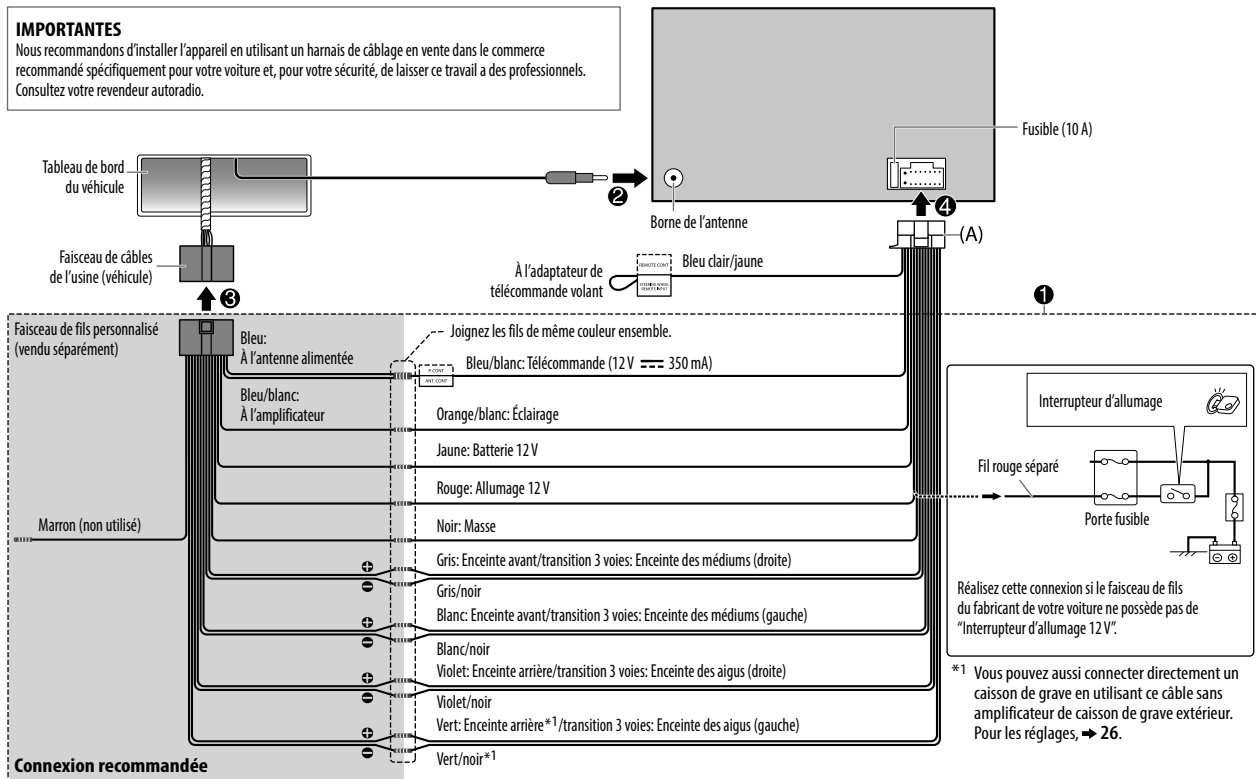 IMPORTANTES
Nous recommandons d'installer l'appareil en utilisant un harnais de câblage en vente dans le commerce
recommandé spécifiquement pour votre voiture et, pour votre sécurité, de laisser ce travail a des professionnels.
Consultez votre revendeur autoradio.
Fusible (10 A)
Tableau de bord
du véhicule
❷
Borne de l'antenne
❹
(A)
Faisceau de câbles
de l'usine (véhicule)
À l'adaptateur de
télécommande volant
REMOTE CONT
STEERING WHEEL
REMOTE INPUT
Bleu clair/jaune
❸
❶
Faisceau de fils personnalisé
(vendu séparément)
Bleu:
À l'antenne alimentée
Joignez les fils de même couleur ensemble.
P. CONT
ANT. CONT
Bleu/blanc: Télécommande (12 V ⎓ 350 mA)
Bleu/blanc:
À l'amplificateur
Orange/blanc: Éclairage
Jaune: Batterie 12 V
Rouge: Allumage 12 V
Marron (non utilisé)
Noir: Masse
Gris: Enceinte avant/transition 3 voies: Enceinte des médiums (droite)
Gris/noir
Blanc: Enceinte avant/transition 3 voies: Enceinte des médiums (gauche)
Blanc/noir
Violet: Enceinte arrière/transition 3 voies: Enceinte des aigus (droite)
Violet/noir
Vert: Enceinte arrière*1/transition 3 voies: Enceinte des aigus (gauche)
Vert/noir*1
Connexion recommandée
Interrupteur d'allumage
Fil rouge séparé
Porte fusible
Réalisez cette connexion si le faisceau de fils
du fabricant de votre voiture ne possède pas de
"Interrupteur d'allumage 12 V".
*1 Vous pouvez aussi connecter directement un
caisson de grave en utilisant ce câble sans
amplificateur de caisson de grave extérieur.
Pour les réglages, ➜ 26.